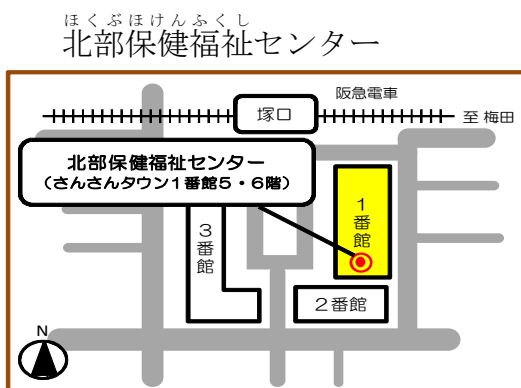 ほくぶほけんふくし
北部保健福祉センター
阪急電車
塚口
至 梅田
北部保健福祉センター
（さんさんタウン１番館５・６階）
１番館
３番館
２番館
N